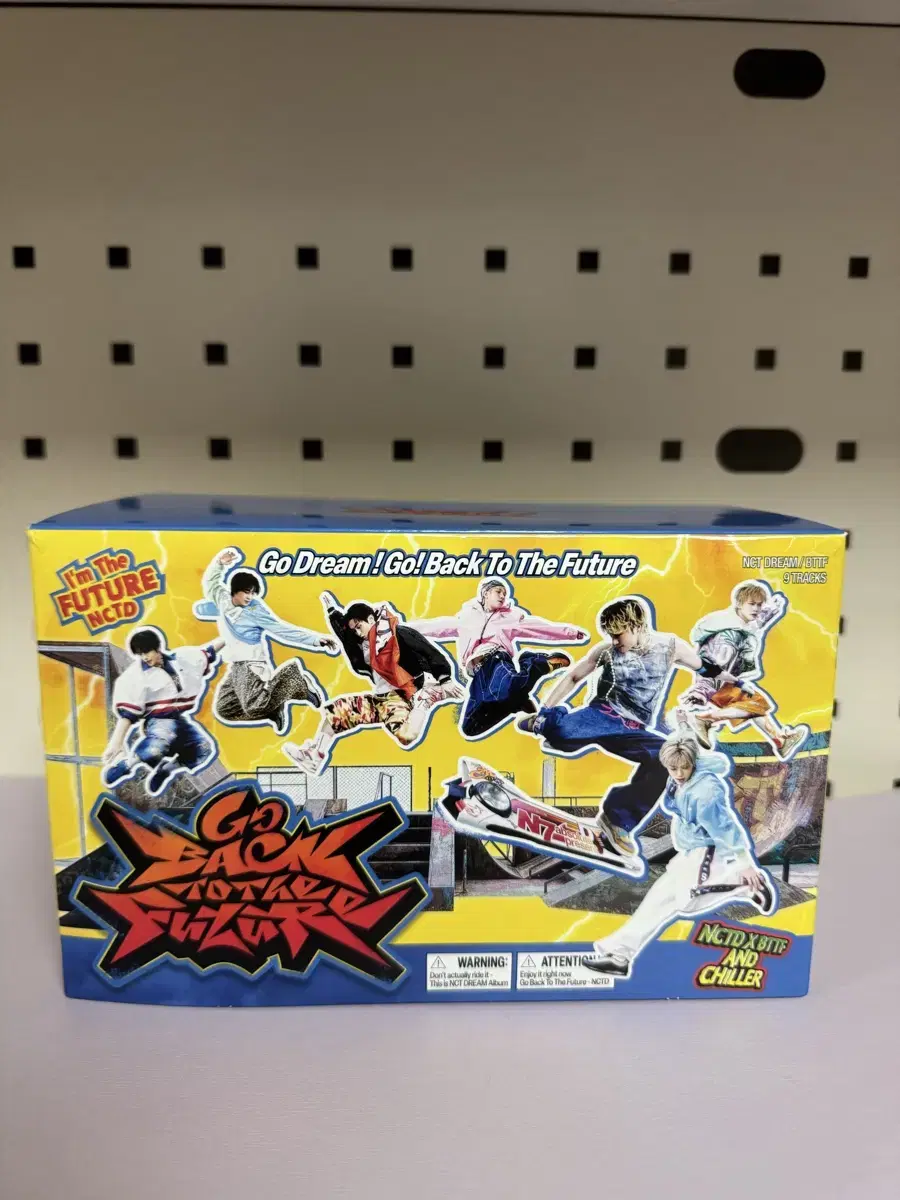 I'm The
FUTURE
NCTD
Go Dream! Go! Back To The Future
NCT DREAM / BTTF
9 TRACKS
GO
BACK
TO THE
FUTURE
N7
WARNING:
Don't actually ride it -
This is NCT DREAM Album
ATTENTION
Enjoy it right now
Go Back To The Future - NCTD
NCTD X BTTF
AND
CHILLER